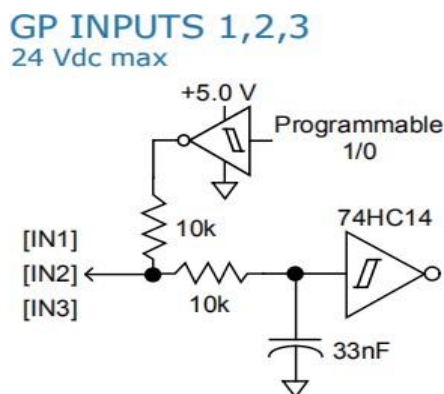 GP INPUTS 1,2,3
24 Vdc max
+5.0 V
Programmable
1/0
10k
74HC14
[IN1]
[IN2]
[IN3]
10k
33nF